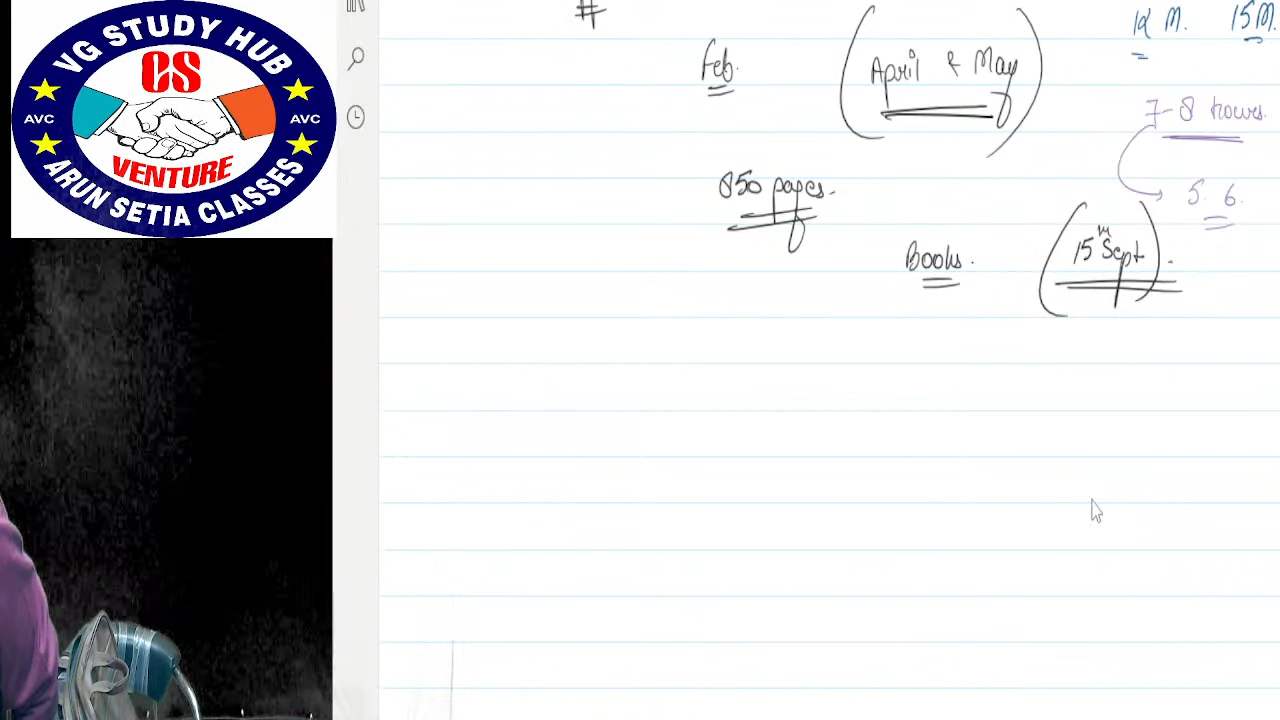 VG STUDY HUB
CS
AVC
AVC
VENTURE
ARUN SETIA CLASSES
#
12 M. 15 M.
Feb.
(April & May)
7-8 hours.
5. 6.
850 pages.
Books. (15th Sept).